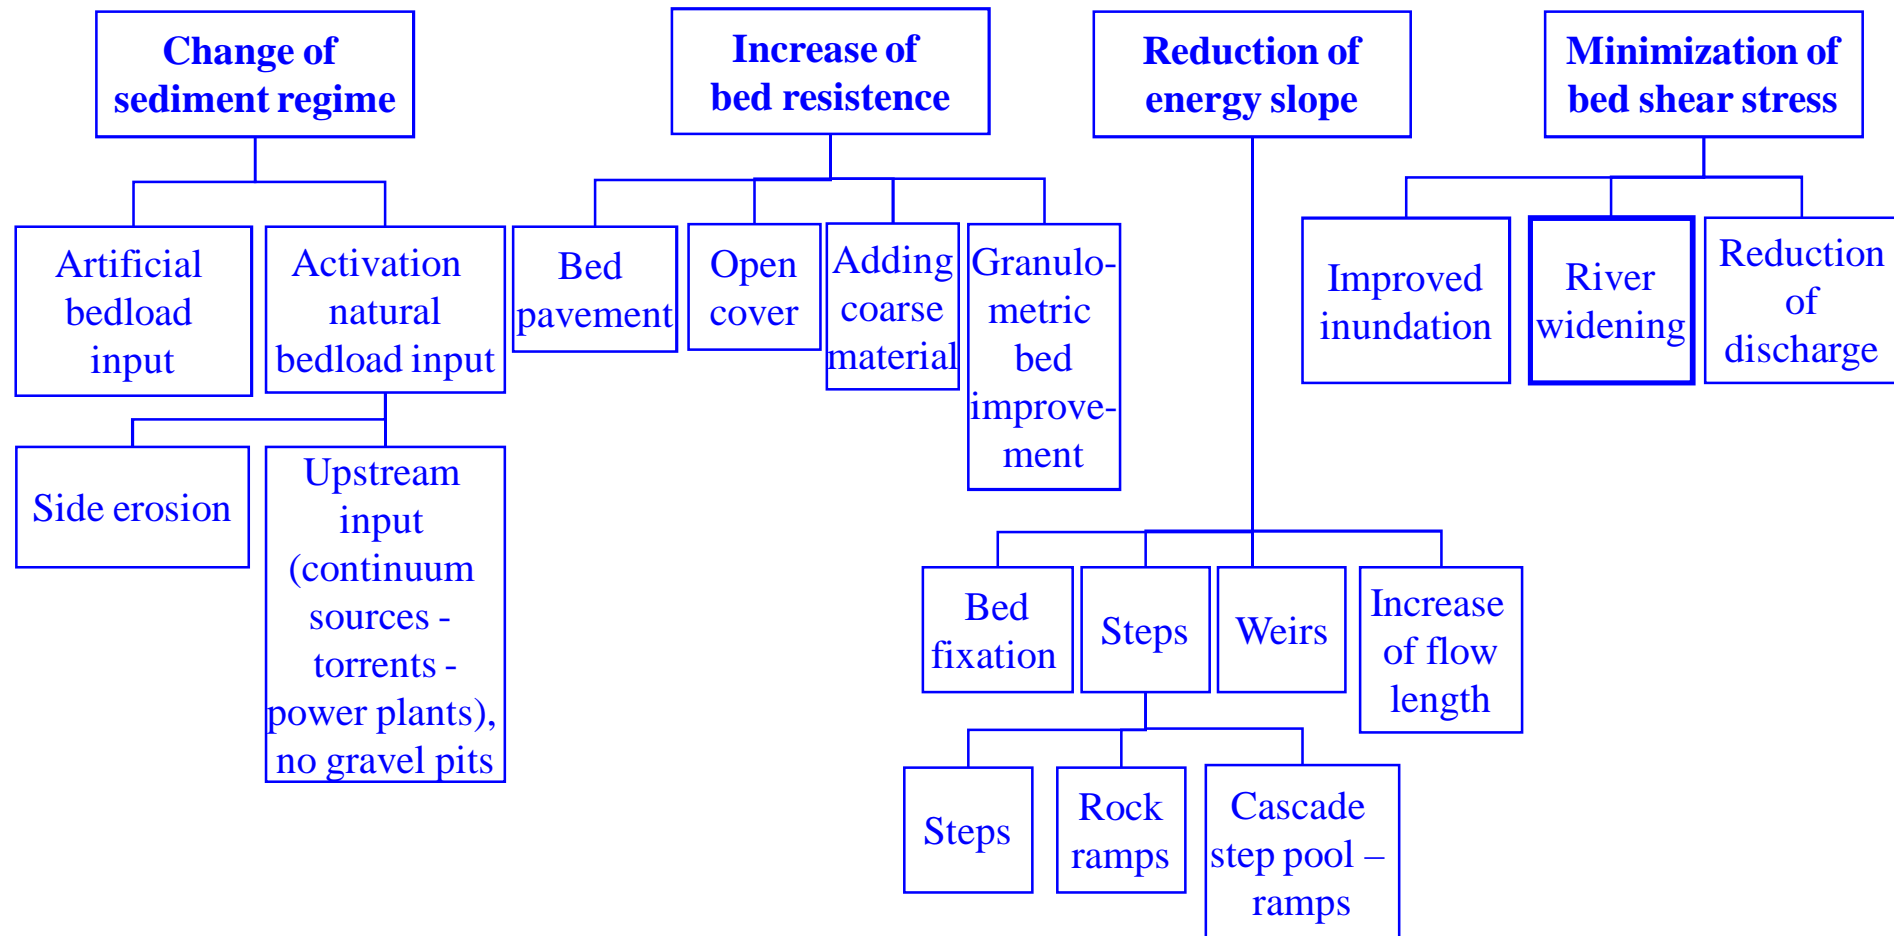 Change of
sediment regime
Increase of
bed resistence
Reduction of
energy slope
Minimization of
bed shear stress
Artificial
bedload
input
Activation
natural
bedload input
Bed
pavement
Open
cover
Adding
coarse
material
Granulo-
metric
bed
improve-
ment
Improved
inundation
River
widening
Reduction
of
discharge
Side erosion
Upstream
input
(continuum
sources -
torrents -
power plants),
no gravel pits
Bed
fixation
Steps
Weirs
Increase
of flow
length
Steps
Rock
ramps
Cascade
step pool –
ramps